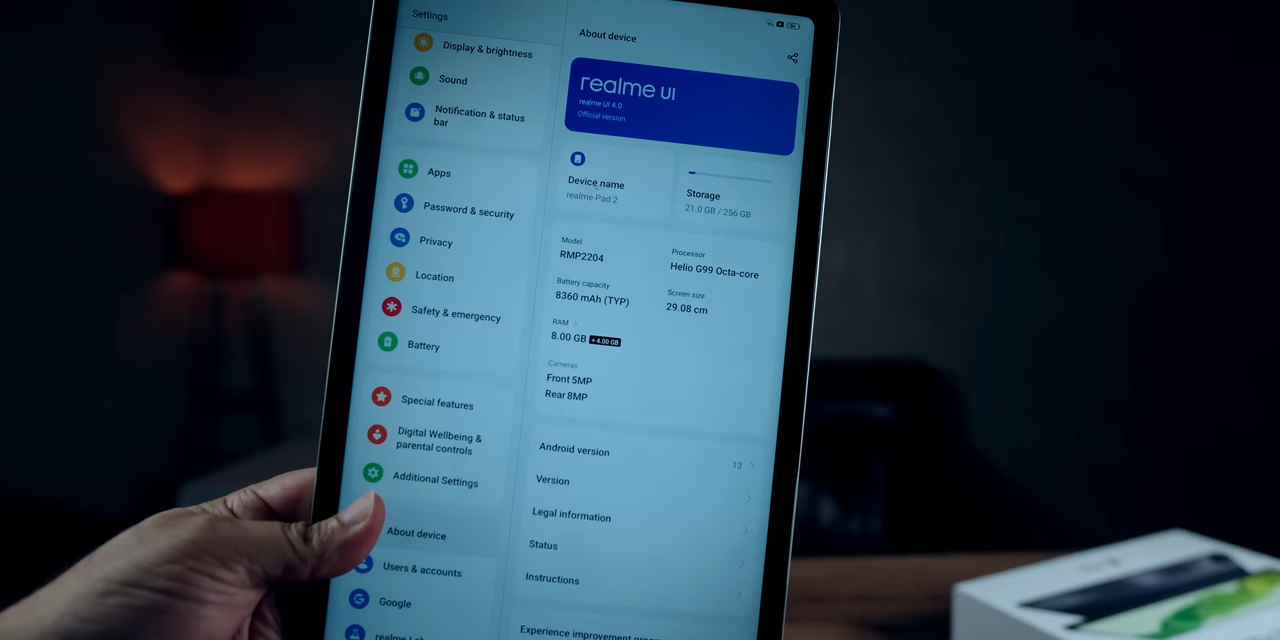 Settings
Display & brightness
Sound
Notification & status
bar
Apps
Password & security
Privacy
Location
Safety & emergency
Battery
Special features
Digital Wellbeing &
parental controls
Additional Settings
About device
Users & accounts
Google
realme
About device
realme UI
realme UI 4.0
Official version
Device name
realme Pad 2
Storage
21.0 GB / 256 GB
Model
RMP2204
Processor
Helio G99 Octa-core
Battery capacity
8360 mAh (TYP)
Screen size
29.08 cm
RAM
8.00 GB + 4.00 GB
Cameras
Front 5MP
Rear 8MP
Android version 13
Version
Legal information
Status
Instructions
Experience improvement